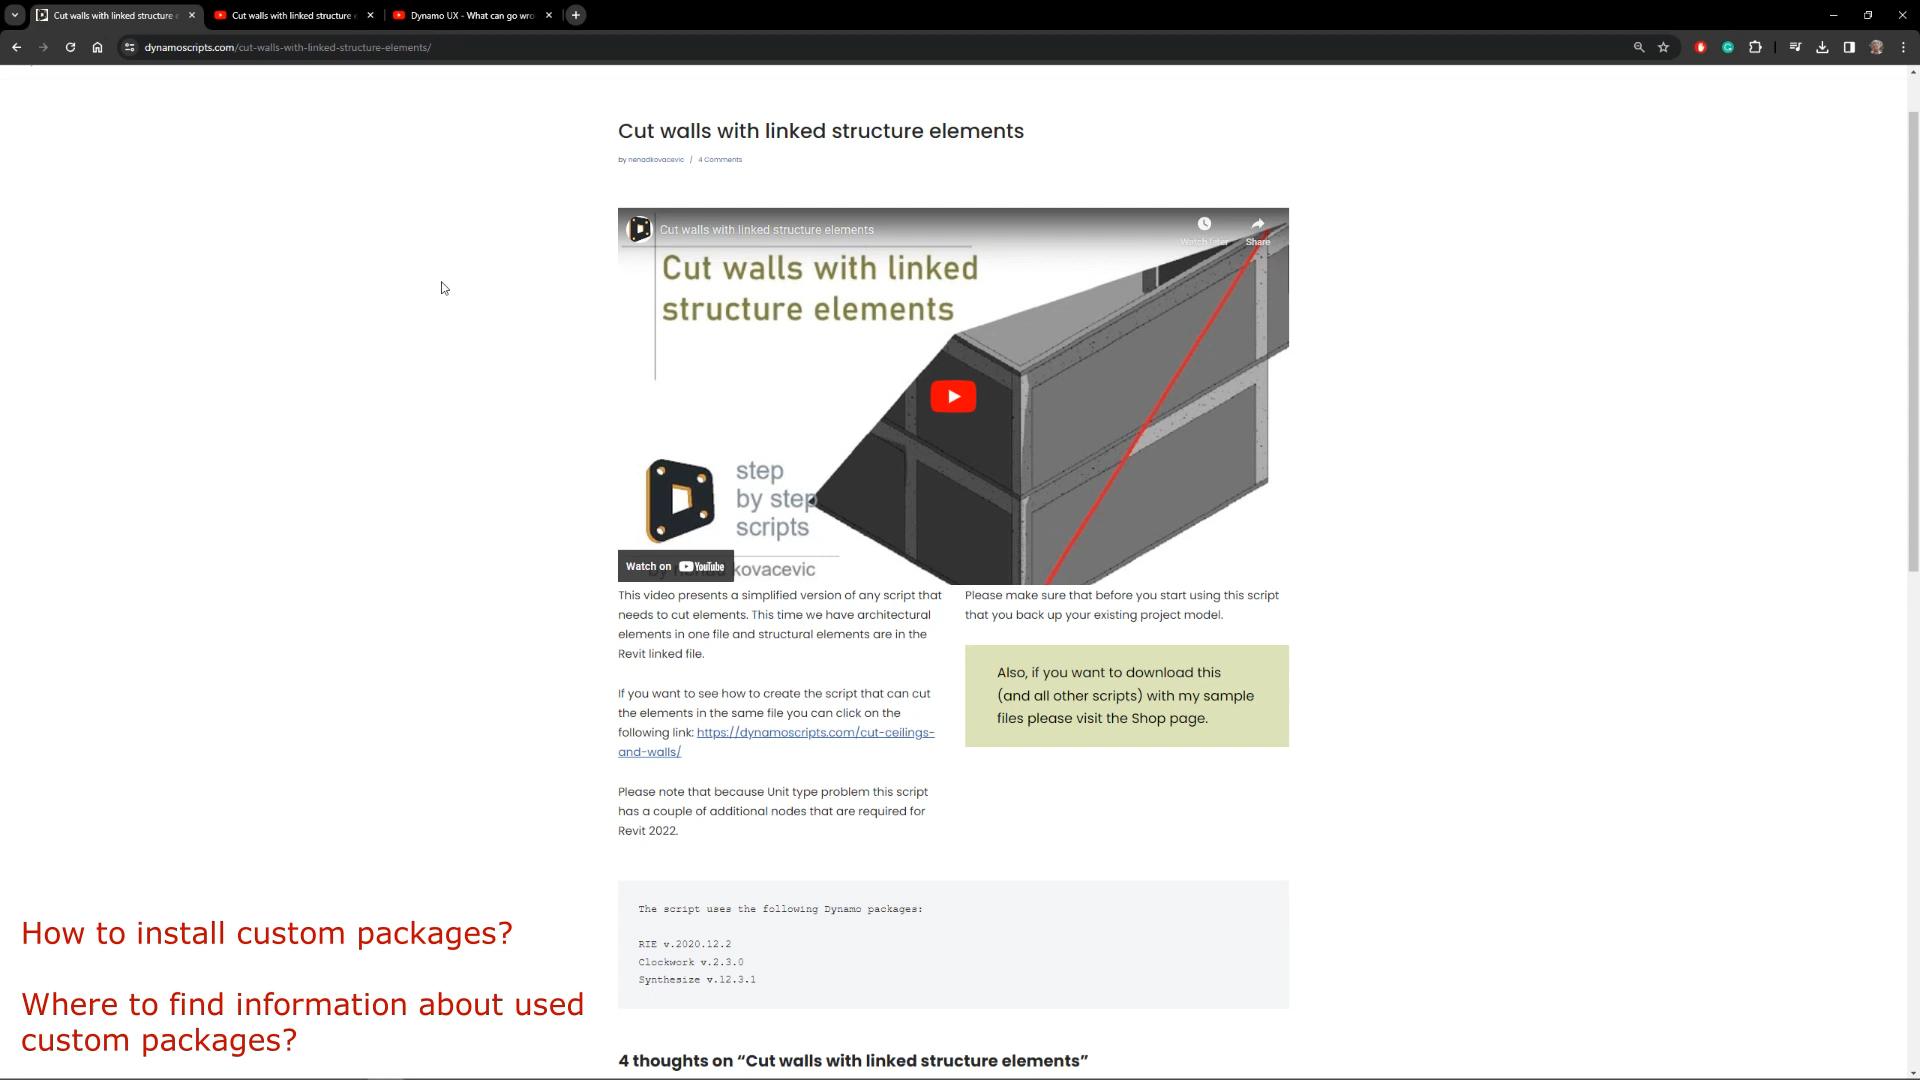 Cut walls with linked structure e
Cut walls with linked structure e
Dynamo UX - What can go wro
dynamoscripts.com/cut-walls-with-linked-structure-elements/
Cut walls with linked structure elements
by nenadkovacevic / 4 Comments
Cut walls with linked structure elements
Watch later
Share
Cut walls with linked
structure elements
step
by step
scripts
Watch on YouTube
kovacevic
This video presents a simplified version of any script that
needs to cut elements. This time we have architectural
elements in one file and structural elements are in the
Revit linked file.
If you want to see how to create the script that can cut
the elements in the same file you can click on the
following link: https://dynamoscripts.com/cut-ceilings-
and-walls/
Please note that because Unit type problem this script
has a couple of additional nodes that are required for
Revit 2022.
Please make sure that before you start using this script
that you back up your existing project model.
Also, if you want to download this
(and all other scripts) with my sample
files please visit the Shop page.
The script uses the following Dynamo packages:
RIE v.2020.12.2
Clockwork v.2.3.0
Synthesize v.12.3.1
4 thoughts on “Cut walls with linked structure elements”
How to install custom packages?
Where to find information about used
custom packages?